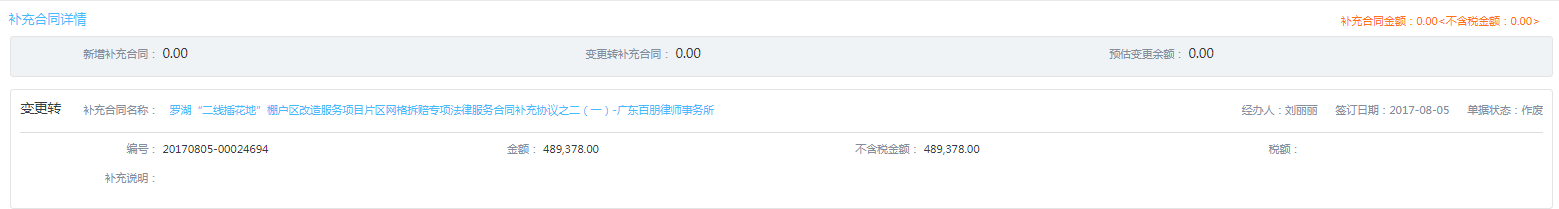 补充合同详情
补充合同金额：0.00<不含税金额：0.00>
新增补充合同： 0.00 变更转补充合同： 0.00 预估变更余额： 0.00
变更转 补充合同名称： 罗湖“二线插花地”棚户区改造服务项目片区网格拆赔专项法律服务合同补充协议之二（一）-广东百朋律师事务所 经办人：刘丽丽 签订日期：2017-08-05 单据状态：作废
编号： 20170805-00024694 金额： 489,378.00 不含税金额： 489,378.00 税额：
补充说明：